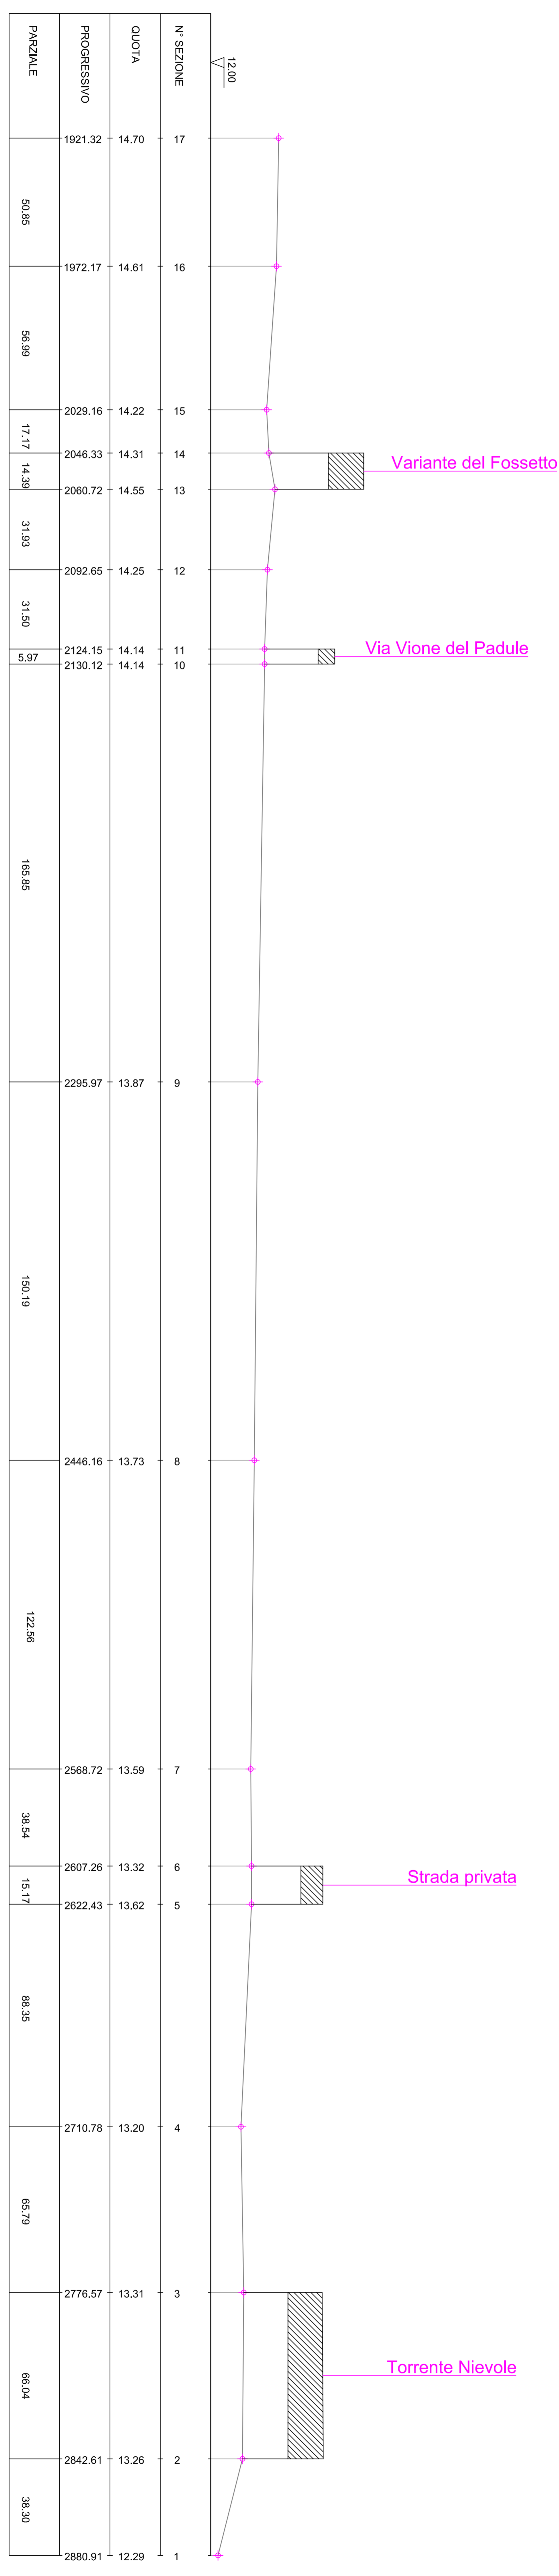 PARZIALE
PROGRESSIVO
QUOTA
N° SEZIONE
12.00
1921.32 14.70 17
50.85
1972.17 14.61 16
56.99
2029.16 14.22 15
17.17
2046.33 14.31 14
14.39
Variante del Fossetto
2060.72 14.55 13
31.93
2092.65 14.25 12
31.50
2124.15 14.14 11
5.97
Via Vione del Padule
2130.12 14.14 10
165.85
2295.97 13.87 9
150.19
2446.16 13.73 8
122.56
2568.72 13.59 7
38.54
2607.26 13.32 6
15.17
Strada privata
2622.43 13.62 5
88.35
2710.78 13.20 4
65.79
2776.57 13.31 3
66.04
Torrente Nievole
2842.61 13.26 2
38.30
2880.91 12.29 1